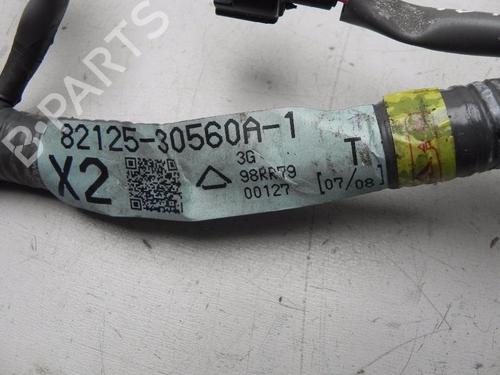 B-PARTS
82125-30560A-1
X2
3G
98RR79
00127
T
[07/08]